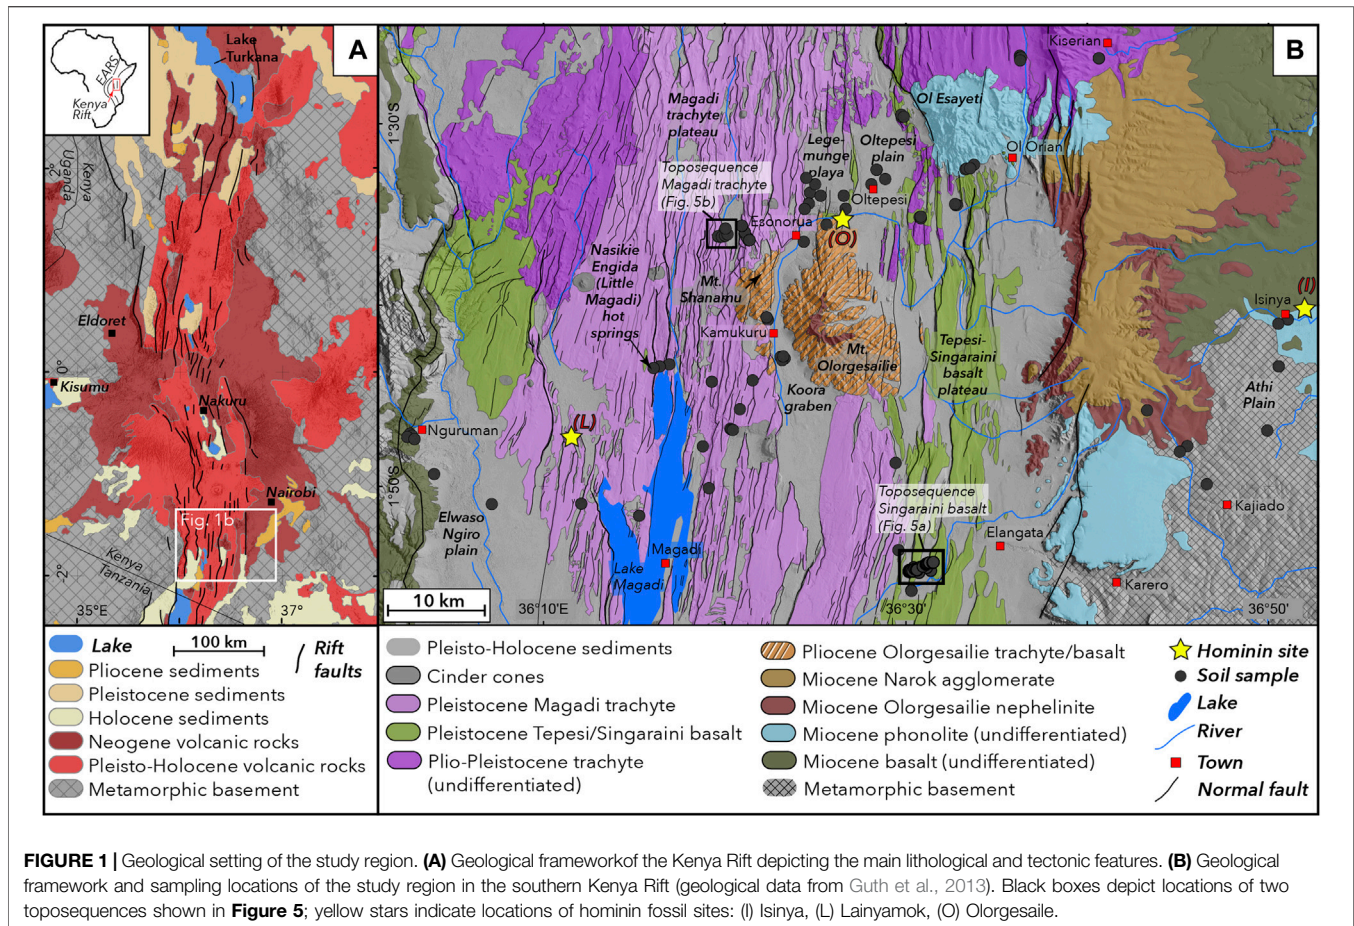 A
EARS
Kenya
Rift
Lake
Turkana
Uganda
Kenya
2°
Eldoret
0°
Kisumu
Nakuru
Nairobi
Fig. 1b
Kenya
Tanzania
2°
35°E
37°
Lake
100 km
Rift
faults
Pliocene sediments
Pleistocene sediments
Holocene sediments
Neogene volcanic rocks
Pleisto-Holocene volcanic rocks
Metamorphic basement
B
Kiserian
1°30'S
Magadi
trachyte
plateau
Ol Esayeti
Lege-
munge
playa
Oltepesi
plain
Ol Orian
Toposequence
Magadi trachyte
(Fig. 5b)
Oltepesi
Esonorua
(O)
Nasikie
Engida
(Little
Magadi)
hot
springs
Mt.
Shanamu
(I)
Isinya
Kamukuru
Mt.
Olorgesailie
Tepesi-
Singaraini
basalt
plateau
Koora
graben
Athi
Plain
Nguruman
(L)
1°50'S
Toposequence
Singaraini basalt
(Fig. 5a)
Kajiado
Elwaso
Ngiro
plain
Elangata
Magadi
Lake
Magadi
Karero
10 km
36°10'E
36°30'
36°50'
Pleisto-Holocene sediments
Cinder cones
Pleistocene Magadi trachyte
Pleistocene Tepesi/Singaraini basalt
Plio-Pleistocene trachyte
(undifferentiated)
Pliocene Olorgesailie trachyte/basalt
Miocene Narok agglomerate
Miocene Olorgesailie nephelinite
Miocene phonolite (undifferentiated)
Miocene basalt (undifferentiated)
Metamorphic basement
Hominin site
Soil sample
Lake
River
Town
Normal fault
FIGURE 1 | Geological setting of the study region. (A) Geological frameworkof the Kenya Rift depicting the main lithological and tectonic features. (B) Geological
framework and sampling locations of the study region in the southern Kenya Rift (geological data from Guth et al., 2013). Black boxes depict locations of two
toposequences shown in Figure 5; yellow stars indicate locations of hominin fossil sites: (I) Isinya, (L) Lainyamok, (O) Olorgesaile.